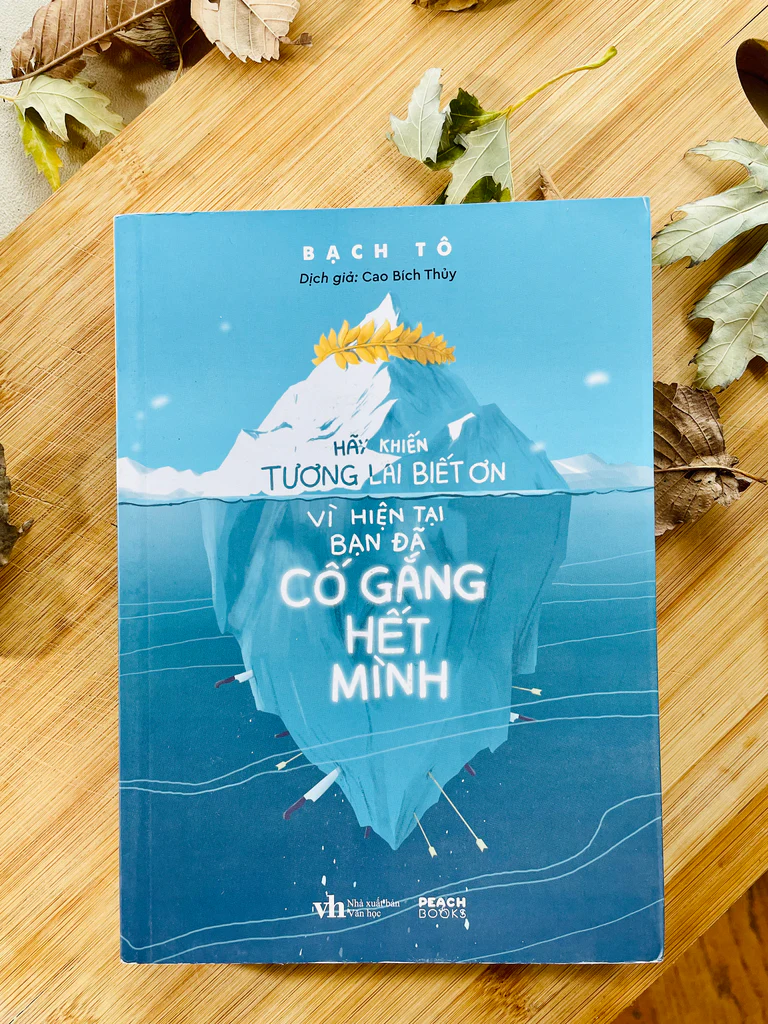 BẠCH TÔ
Dịch giả: Cao Bích Thủy
HÃY KHIẾN
TƯƠNG LAI BIẾT ƠN
VÌ HIỆN TẠI
BẠN ĐÃ
CỐ GẮNG
HẾT
MÌNH
vh Nhà xuất bản
Văn học
PEACH
BOOKS